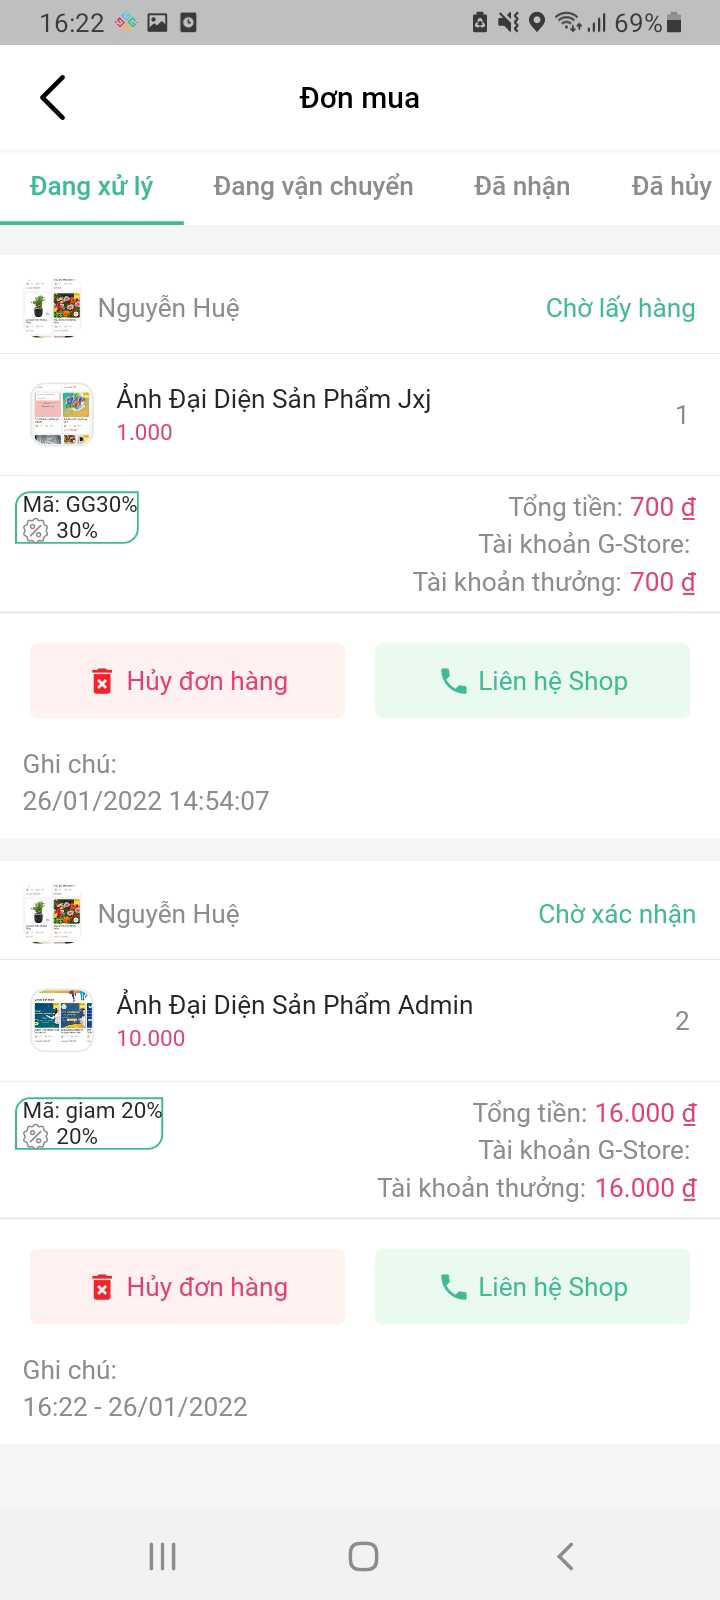 16:22
69%
Đơn mua
Đang xử lý
Đang vận chuyển
Đã nhận
Đã hủy
Nguyễn Huệ
Chờ lấy hàng
Ảnh Đại Diện Sản Phẩm Jxj
1.000
1
Mã: GG30%
30%
Tổng tiền: 700 ₫
Tài khoản G-Store:
Tài khoản thưởng: 700 ₫
Hủy đơn hàng
Liên hệ Shop
Ghi chú:
26/01/2022 14:54:07
Nguyễn Huệ
Chờ xác nhận
Ảnh Đại Diện Sản Phẩm Admin
10.000
2
Mã: giam 20%
20%
Tổng tiền: 16.000 ₫
Tài khoản G-Store:
Tài khoản thưởng: 16.000 ₫
Hủy đơn hàng
Liên hệ Shop
Ghi chú:
16:22 - 26/01/2022